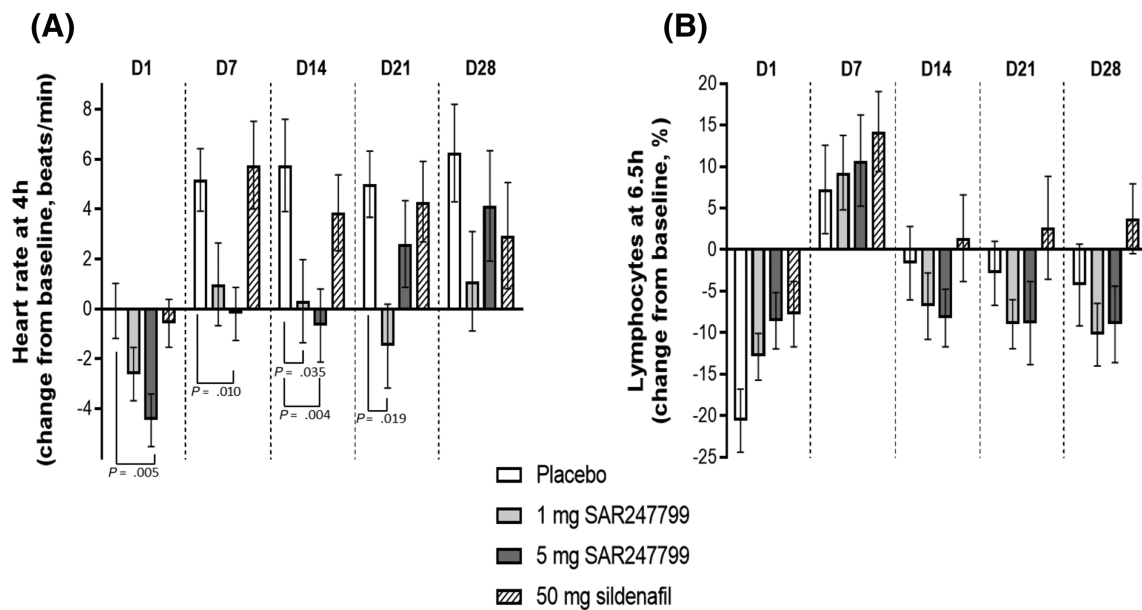 (A)
D1 D7 D14 D21 D28
Heart rate at 4h
(change from baseline, beats/min)
8
6
4
2
0
-2
-4
P = .005
P = .010
P = .035
P = .004
P = .019
(B)
D1 D7 D14 D21 D28
Lymphocytes at 6.5h
(change from baseline, %)
20
15
10
5
0
-5
-10
-15
-20
-25
Placebo
1 mg SAR247799
5 mg SAR247799
50 mg sildenafil